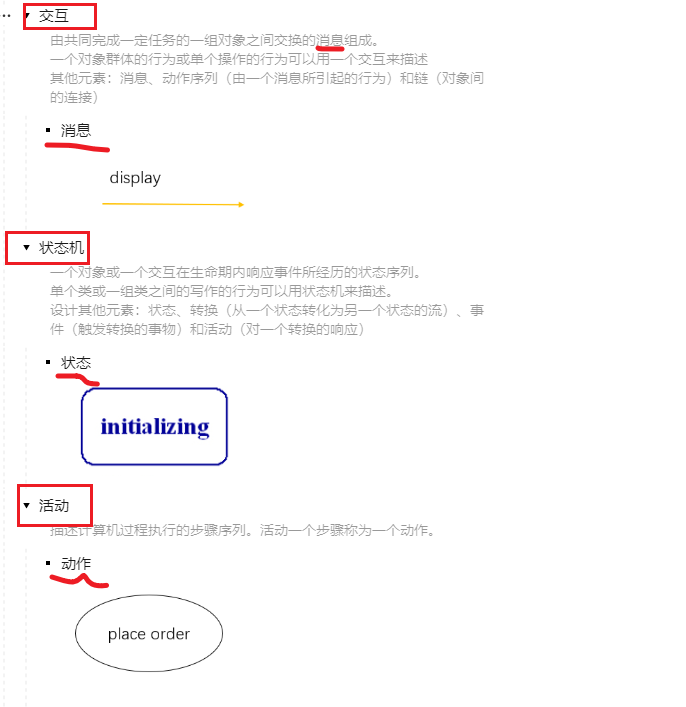 交互
由共同完成一定任务的一组对象之间交换的消息组成。
一个对象群体的行为或单个操作的行为可以用一个交互来描述
其他元素：消息、动作序列（由一个消息所引起的行为）和链（对象间
的连接）
消息
display
状态机
一个对象或一个交互在生命期内响应事件所经历的状态序列。
单个类或一组类之间的写作的行为可以用状态机来描述。
设计其他元素：状态、转换（从一个状态转化为另一个状态的流）、事
件（触发转换的事物）和活动（对一个转换的响应）
状态
initializing
活动
描述计算机过程执行的步骤序列。活动一个步骤称为一个动作。
动作
place order